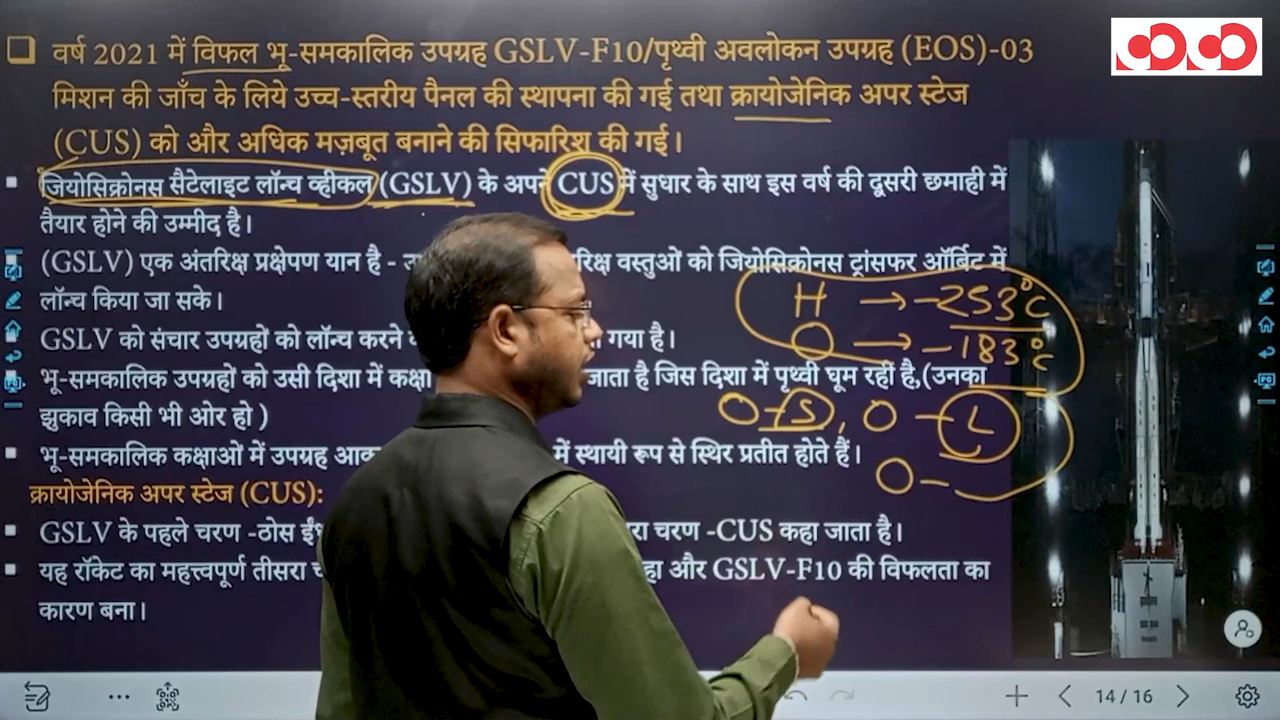 वर्ष 2021 में विफल भू-समकालिक उपग्रह GSLV-F10/पृथ्वी अवलोकन उपग्रह (EOS)-03
मिशन की जाँच के लिये उच्च-स्तरीय पैनल की स्थापना की गई तथा क्रायोजेनिक अपर स्टेज
(CUS) को और अधिक मज़बूत बनाने की सिफारिश की गई।
जियोसिंक्रोनस सैटेलाइट लॉन्च व्हीकल (GSLV) के अपने CUS में सुधार के साथ इस वर्ष की दूसरी छमाही में
तैयार होने की उम्मीद है।
(GSLV) एक अंतरिक्ष प्रक्षेपण यान है - रिक्ष वस्तुओं को जियोसिंक्रोनस ट्रांसफर ऑर्बिट में
लॉन्च किया जा सके।
H → -253°C
GSLV को संचार उपग्रहों को लॉन्च करने गया है।
O → -183°C
भू-समकालिक उपग्रहों को उसी दिशा में कक्षा जाता है जिस दिशा में पृथ्वी घूम रही है,(उनका
झुकाव किसी भी ओर हो )
O-S, O-L
भू-समकालिक कक्षाओं में उपग्रह में स्थायी रूप से स्थिर प्रतीत होते हैं।
O-
क्रायोजेनिक अपर स्टेज (CUS):
GSLV के पहले चरण -ठोस रा चरण -CUS कहा जाता है।
यह रॉकेट का महत्त्वपूर्ण तीसरा हा और GSLV-F10 की विफलता का
कारण बना।
14 / 16